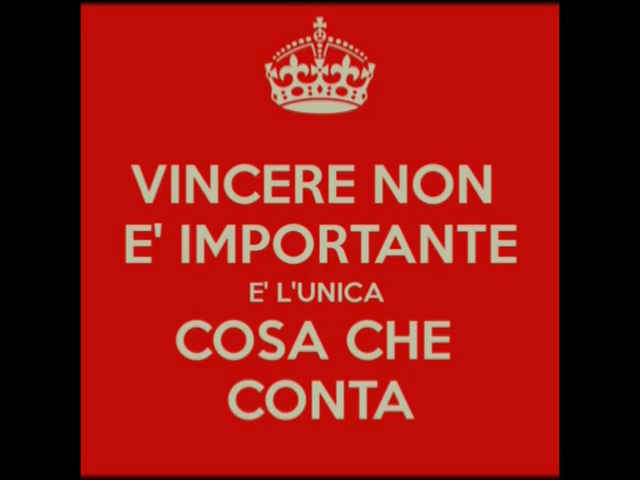 VINCERE NON
E' IMPORTANTE
E' L'UNICA
COSA CHE
CONTA